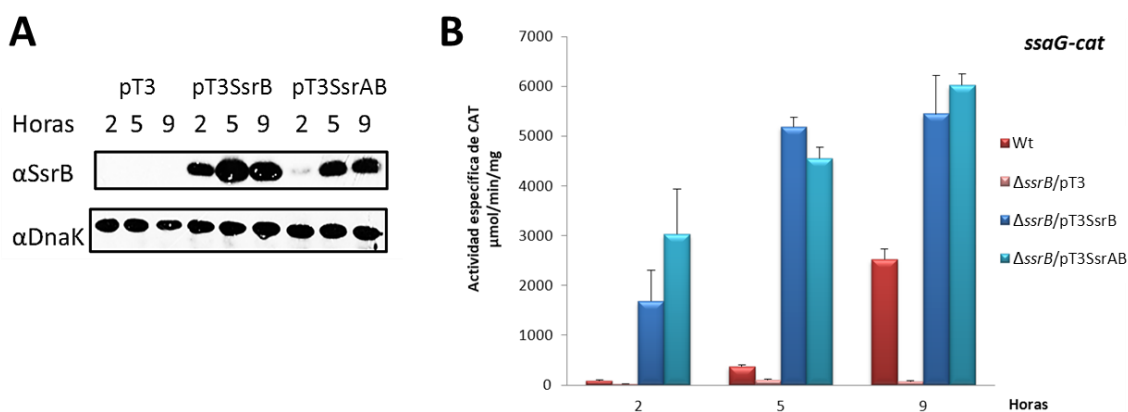 A
pT3 pT3SsrB pT3SsrAB
Horas 2 5 9 2 5 9 2 5 9
αSsrB
αDnaK
B
ssaG-cat
Actividad específica de CAT
µmol/min/mg
7000
6000
5000
4000
3000
2000
1000
0
2 5 9 Horas
Wt
ΔssrB/pT3
ΔssrB/pT3SsrB
ΔssrB/pT3SsrAB